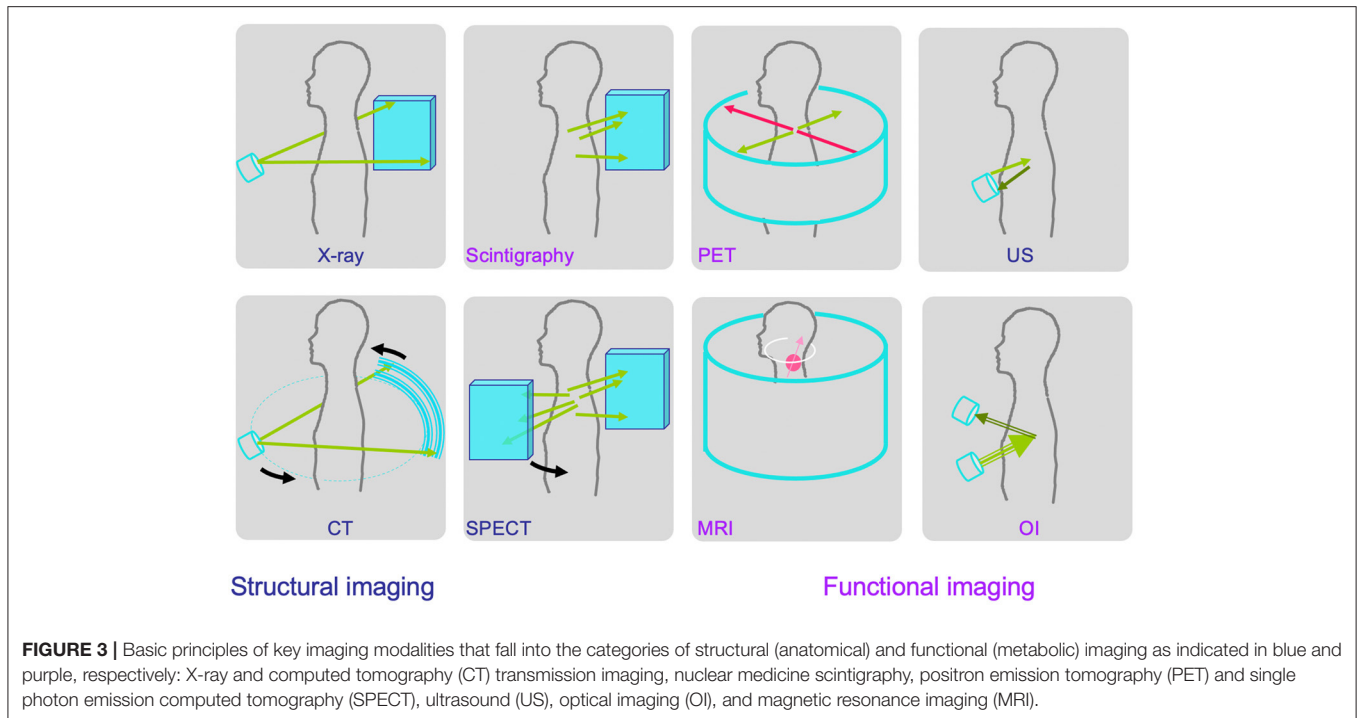 X-ray
Scintigraphy
PET
US
CT
SPECT
MRI
OI
Structural imaging
Functional imaging
FIGURE 3 | Basic principles of key imaging modalities that fall into the categories of structural (anatomical) and functional (metabolic) imaging as indicated in blue and
purple, respectively: X-ray and computed tomography (CT) transmission imaging, nuclear medicine scintigraphy, positron emission tomography (PET) and single
photon emission computed tomography (SPECT), ultrasound (US), optical imaging (OI), and magnetic resonance imaging (MRI).